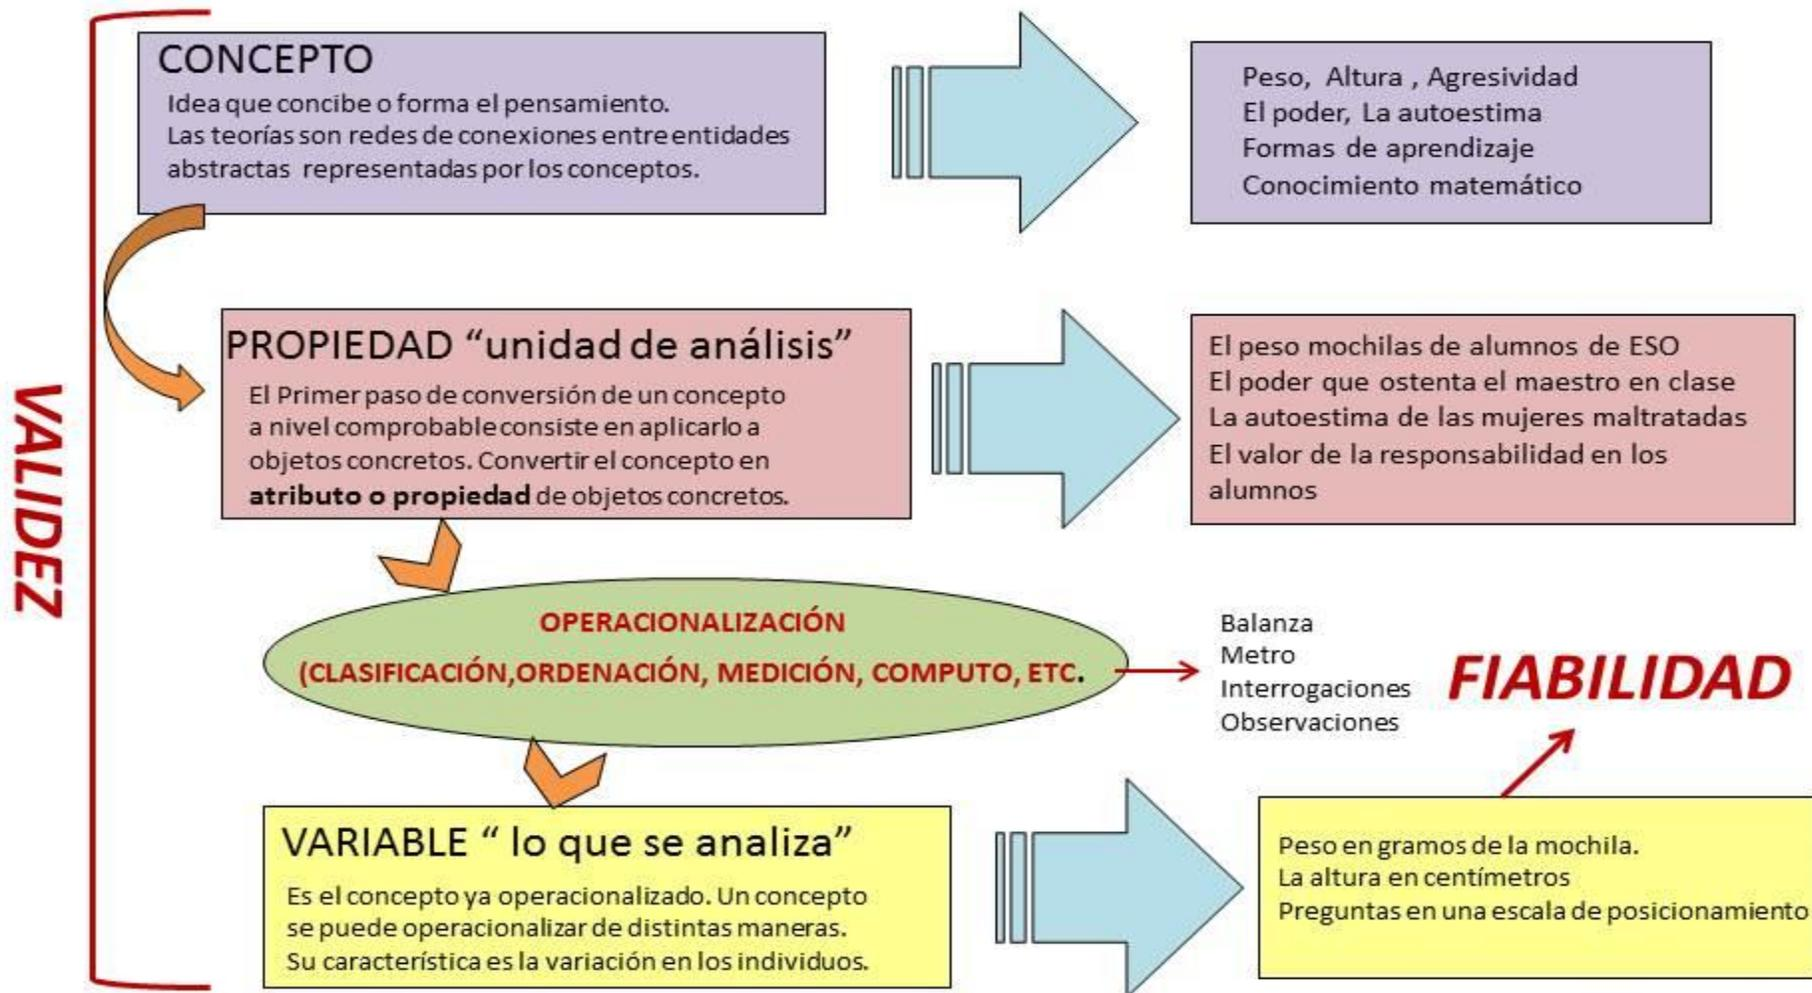 VALIDEZ
CONCEPTO
Idea que concibe o forma el pensamiento.
Las teorías son redes de conexiones entre entidades
abstractas representadas por los conceptos.
Peso, Altura , Agresividad
El poder, La autoestima
Formas de aprendizaje
Conocimiento matemático
PROPIEDAD “unidad de análisis”
El Primer paso de conversión de un concepto
a nivel comprobable consiste en aplicarlo a
objetos concretos. Convertir el concepto en
atributo o propiedad de objetos concretos.
El peso mochilas de alumnos de ESO
El poder que ostenta el maestro en clase
La autoestima de las mujeres maltratadas
El valor de la responsabilidad en los
alumnos
OPERACIONALIZACIÓN
(CLASIFICACIÓN,ORDENACIÓN, MEDICIÓN, COMPUTO, ETC.
Balanza
Metro
Interrogaciones
Observaciones
FIABILIDAD
VARIABLE “ lo que se analiza”
Es el concepto ya operacionalizado. Un concepto
se puede operacionalizar de distintas maneras.
Su característica es la variación en los individuos.
Peso en gramos de la mochila.
La altura en centímetros
Preguntas en una escala de posicionamiento